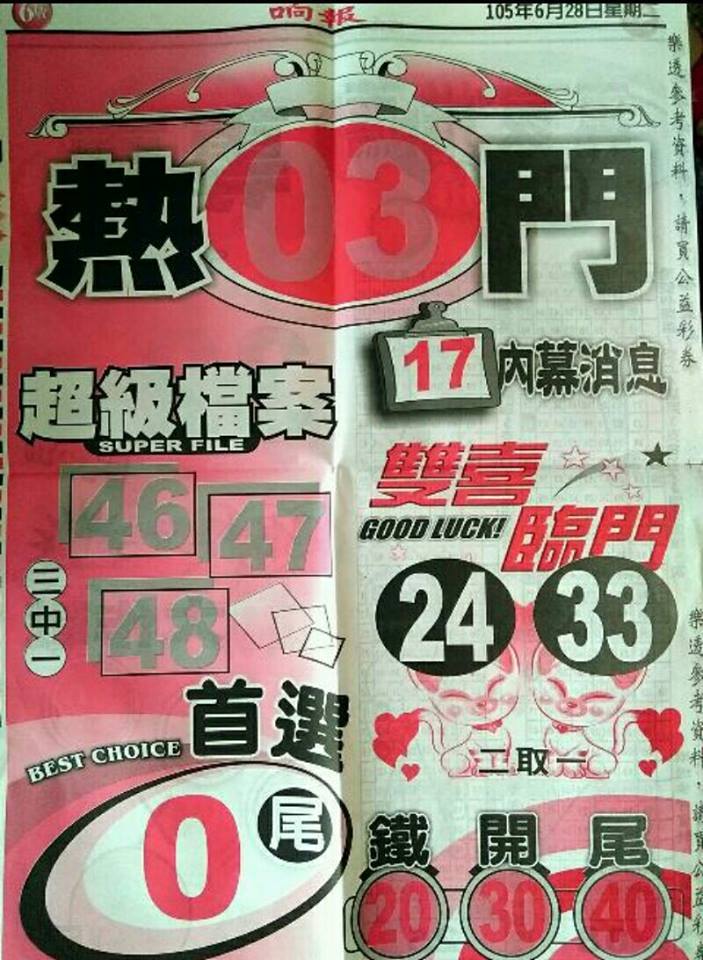 响報
105年6月28日星期二
樂透參考資料，請買公益彩券
熱03門
17 內幕消息
超級檔案
SUPER FILE
46
47
48
三中一
雙喜
GOOD LUCK!
臨門
24 33
二取一
首選
BEST CHOICE
0尾
鐵開尾
20 30 40
樂透參考資料，請買公益彩券